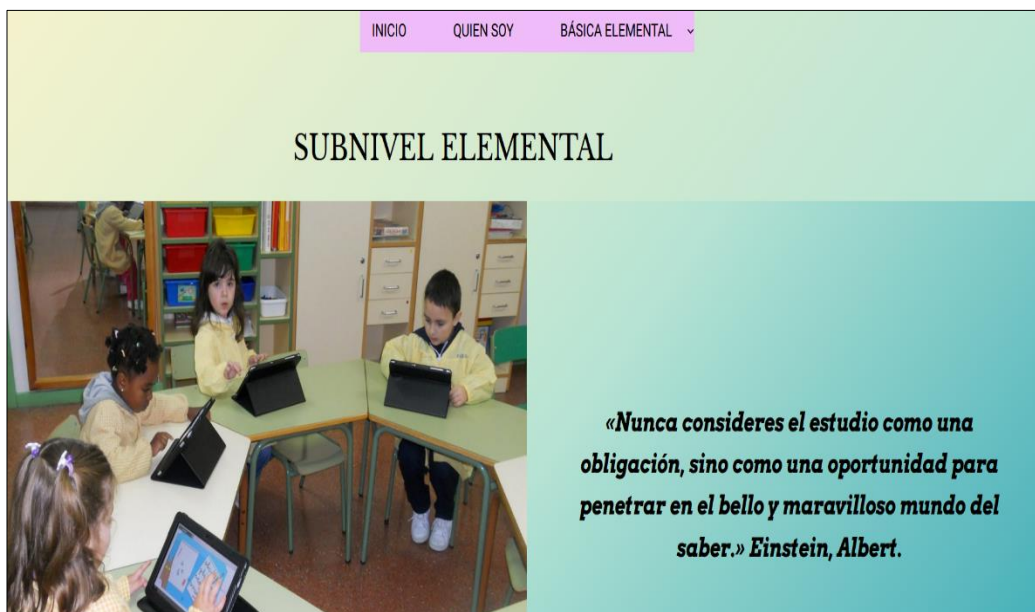 INICIO QUIEN SOY BÁSICA ELEMENTAL
SUBNIVEL ELEMENTAL
«Nunca consideres el estudio como una
obligación, sino como una oportunidad para
penetrar en el bello y maravilloso mundo del
saber.» Einstein, Albert.